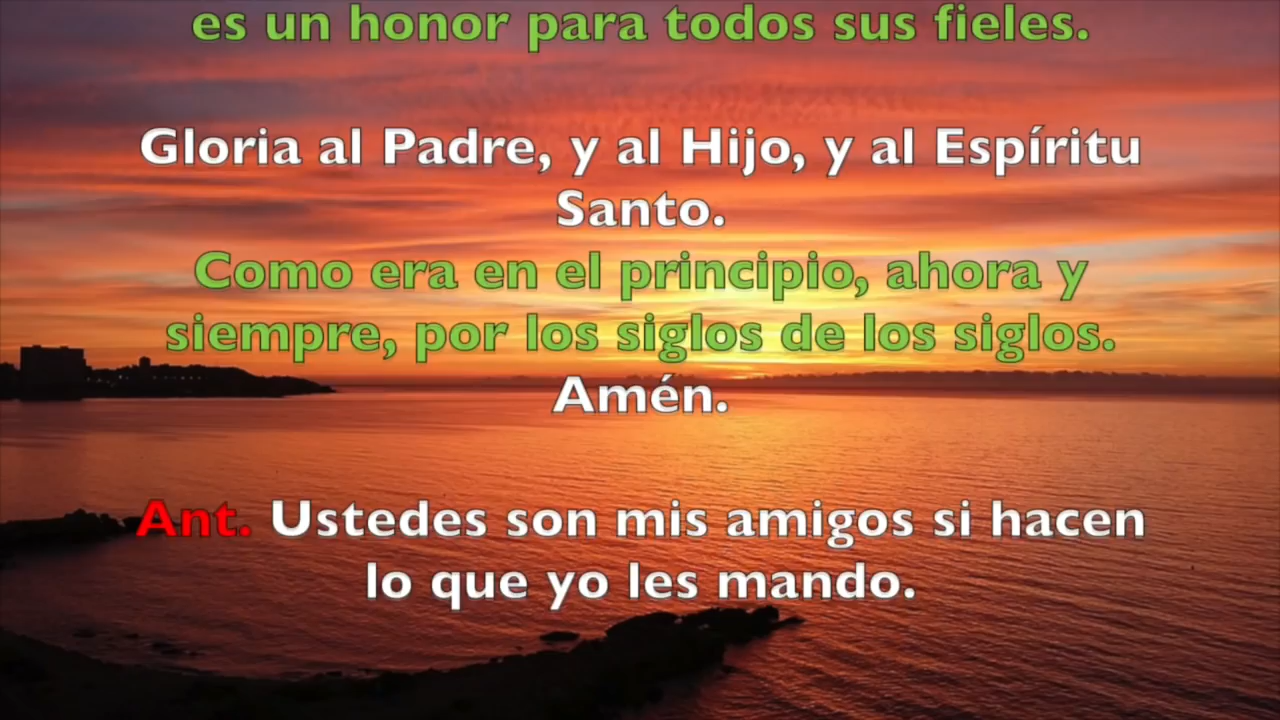 es un honor para todos sus fieles.
Gloria al Padre, y al Hijo, y al Espíritu
Santo.
Como era en el principio, ahora y
siempre, por los siglos de los siglos.
Amén.
Ant. Ustedes son mis amigos si hacen
lo que yo les mando.